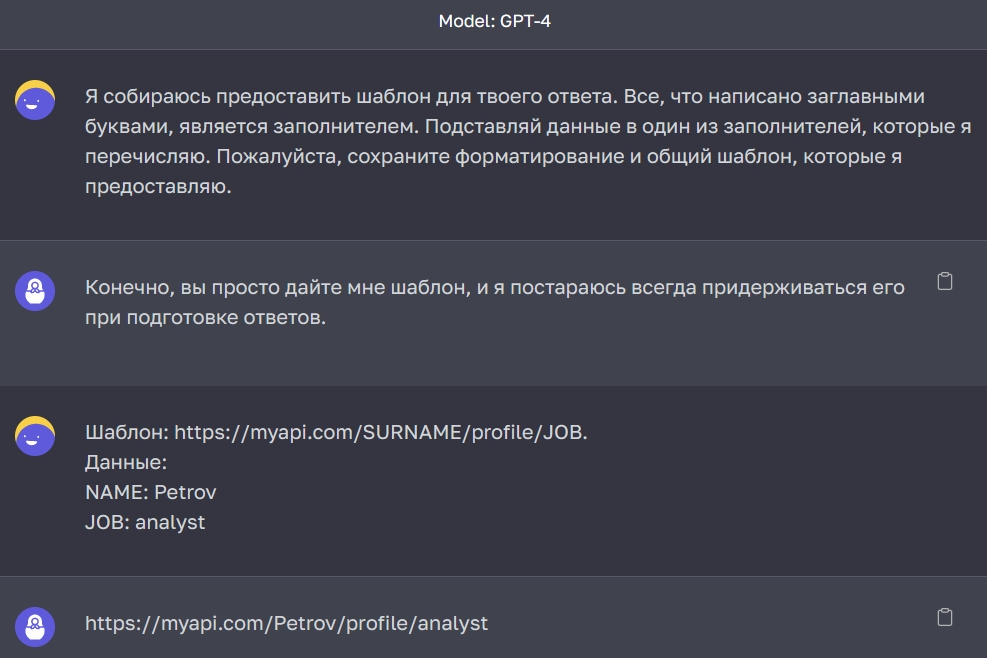 Model: GPT-4
Я собираюсь предоставить шаблон для твоего ответа. Все, что написано заглавными
буквами, является заполнителем. Подставляй данные в один из заполнителей, которые я
перечисляю. Пожалуйста, сохраните форматирование и общий шаблон, которые я
предоставляю.
Конечно, вы просто дайте мне шаблон, и я постараюсь всегда придерживаться его
при подготовке ответов.
Шаблон: https://myapi.com/SURNAME/profile/JOB.
Данные:
NAME: Petrov
JOB: analyst
https://myapi.com/Petrov/profile/analyst